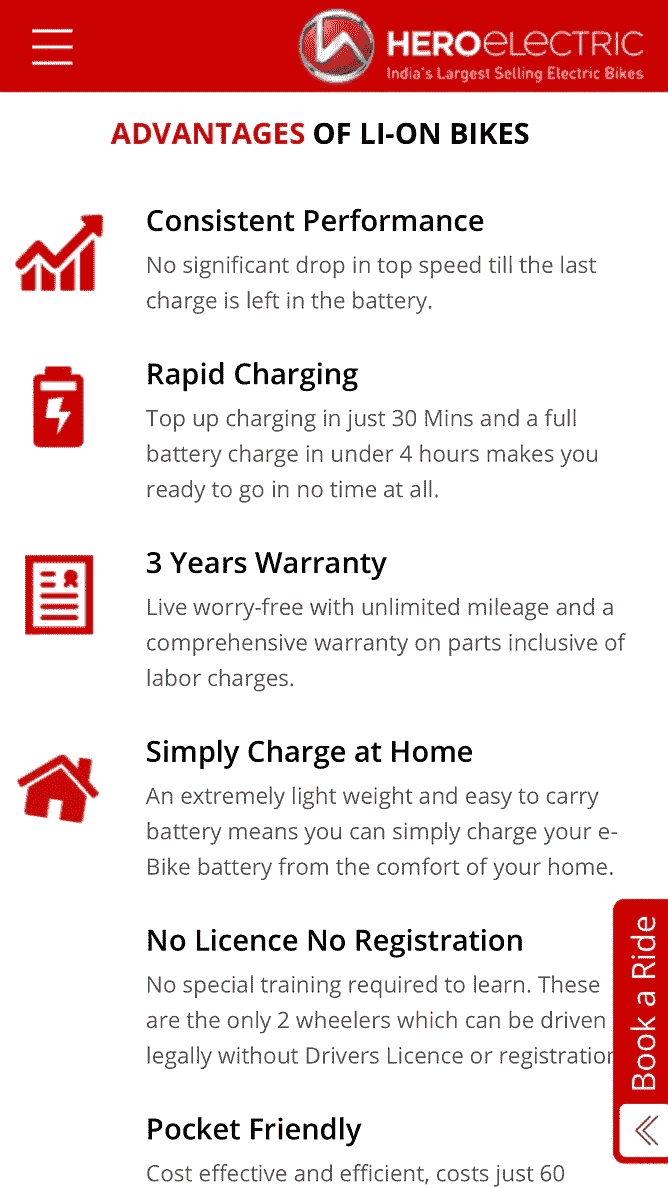 HEROELECTRIC
India's Largest Selling Electric Bikes
ADVANTAGES OF LI-ON BIKES
Consistent Performance
No significant drop in top speed till the last
charge is left in the battery.
Rapid Charging
Top up charging in just 30 Mins and a full
battery charge in under 4 hours makes you
ready to go in no time at all.
3 Years Warranty
Live worry-free with unlimited mileage and a
comprehensive warranty on parts inclusive of
labor charges.
Simply Charge at Home
An extremely light weight and easy to carry
battery means you can simply charge your e-
Bike battery from the comfort of your home.
No Licence No Registration
No special training required to learn. These
are the only 2 wheelers which can be driven
legally without Drivers Licence or registration
Book a Ride
Pocket Friendly
Cost effective and efficient, costs just 60